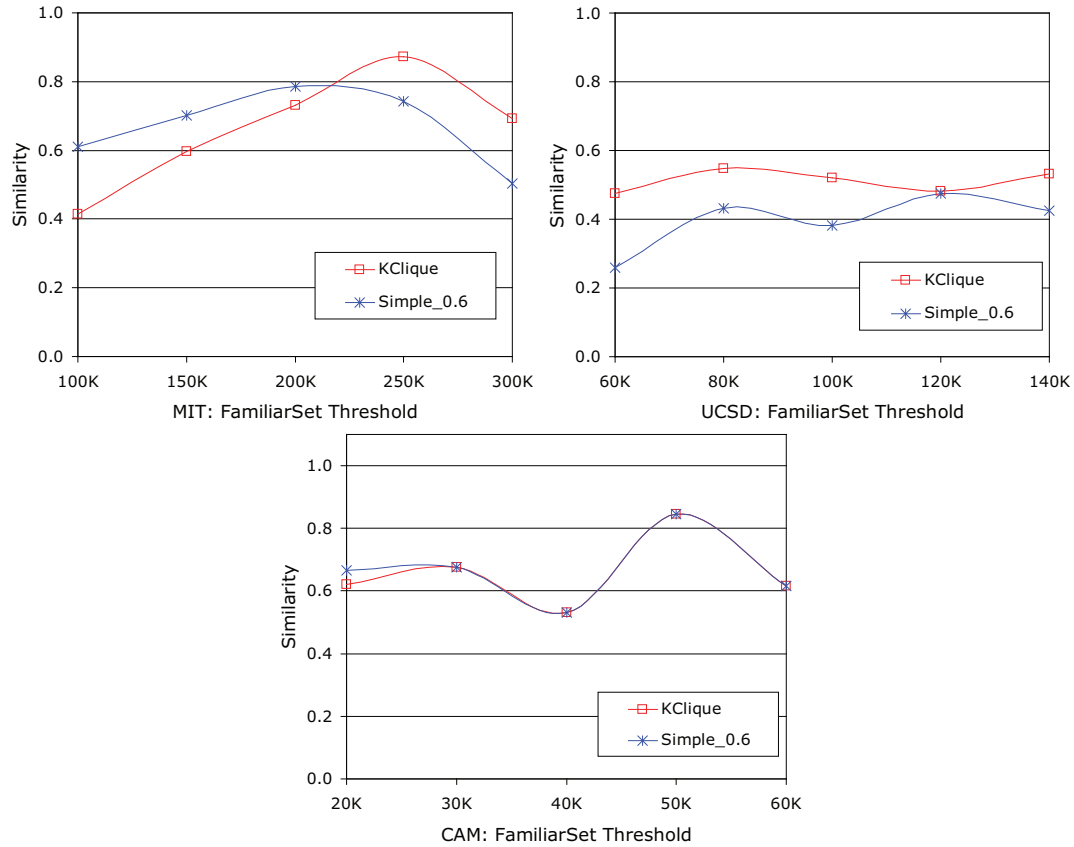 1.0
0.8
0.6
0.4
0.2
0.0
Similarity
KClique
Simple_0.6
100K 150K 200K 250K 300K
MIT: FamiliarSet Threshold
1.0
0.8
0.6
0.4
0.2
0.0
Similarity
KClique
Simple_0.6
60K 80K 100K 120K 140K
UCSD: FamiliarSet Threshold
1.0
0.8
0.6
0.4
0.2
0.0
Similarity
KClique
Simple_0.6
20K 30K 40K 50K 60K
CAM: FamiliarSet Threshold